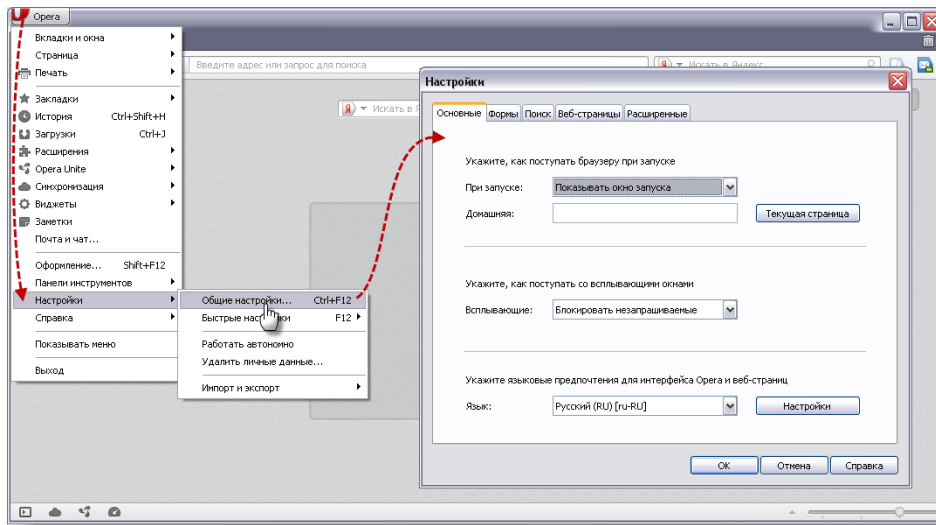 Opera
Вкладки и окна
Страница
Печать
Закладки
История Ctrl+Shift+H
Загрузки Ctrl+J
Расширения
Opera Unite
Синхронизация
Виджеты
Заметки
Почта и чат...
Оформление... Shift+F12
Панели инструментов
Настройки
Справка
Показывать меню
Выход
Общие настройки... Ctrl+F12
Быстрые настройки F12
Работать автономно
Удалить личные данные...
Импорт и экспорт
Введите адрес или запрос для поиска
Я Искать в Яндекс
Я Искать в Я
Настройки
Основные Формы Поиск Веб-страницы Расширенные
Укажите, как поступать браузеру при запуске
При запуске: Показывать окно запуска
Домашняя: Текущая страница
Укажите, как поступать со всплывающими окнами
Всплывающие: Блокировать незапрашиваемые
Укажите языковые предпочтения для интерфейса Opera и веб-страниц
Язык: Русский (RU) [ru-RU] Настройки
OK Отмена Справка